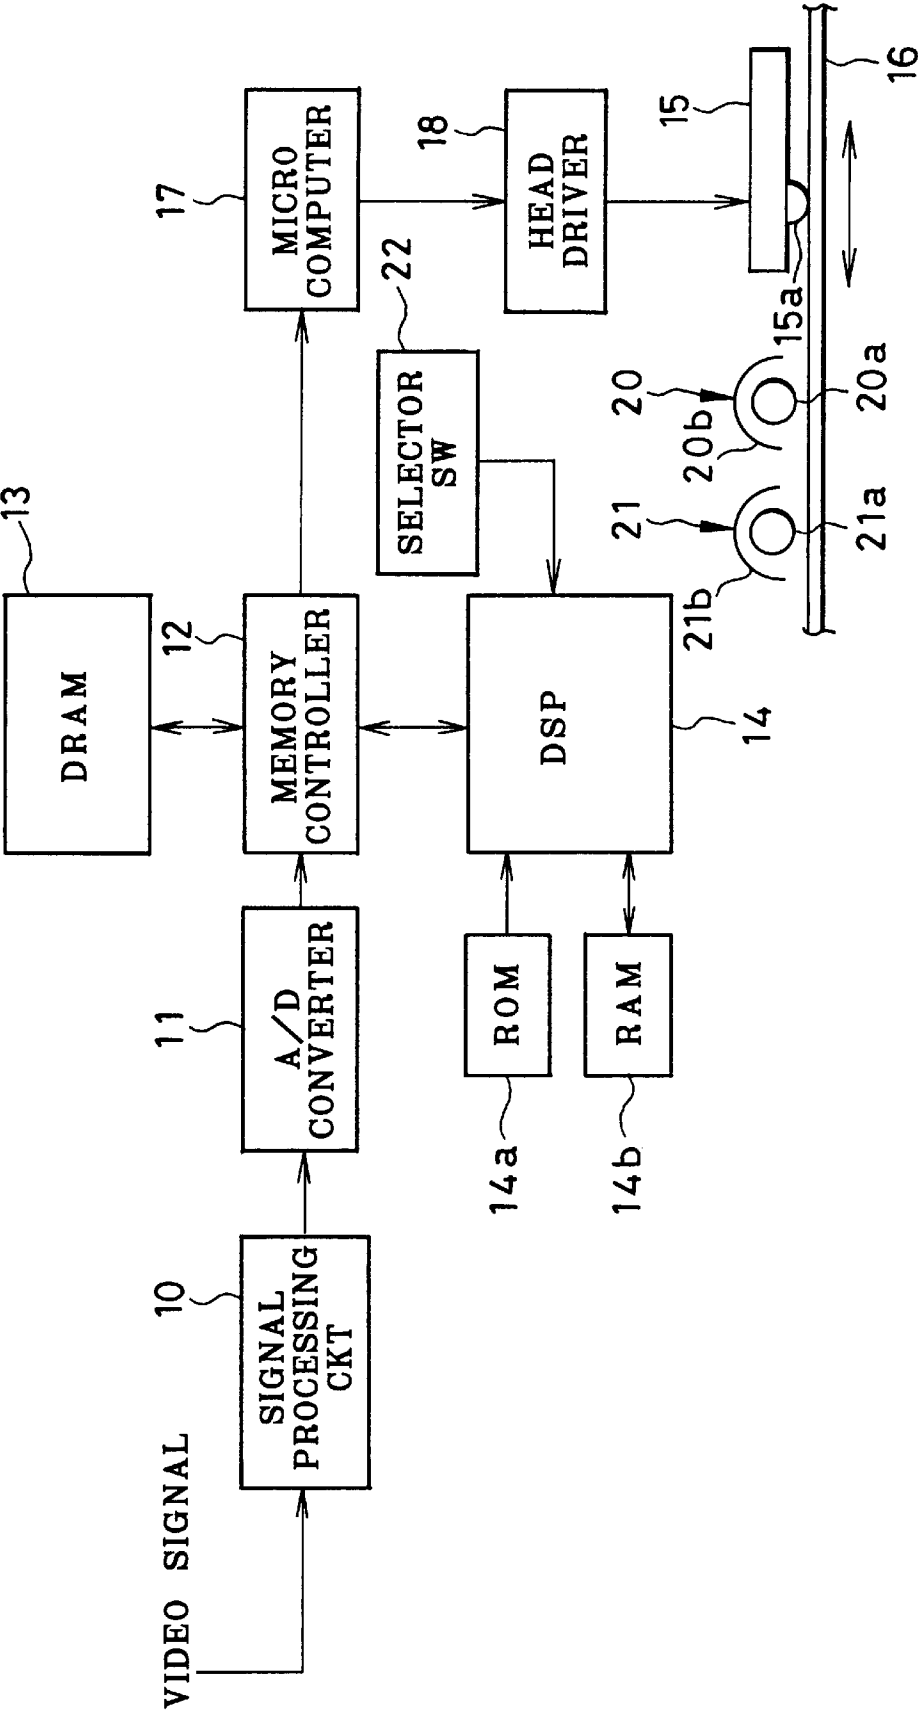 13
DRAM
VIDEO SIGNAL
10
SIGNAL
PROCESSING
CKT
11
A/D
CONVERTER
12
MEMORY
CONTROLLER
17
MICRO
COMPUTER
22
SELECTOR
SW
18
HEAD
DRIVER
14a
ROM
14b
RAM
DSP
14
21
21b
21a
20
20b
20a
15
15a
16